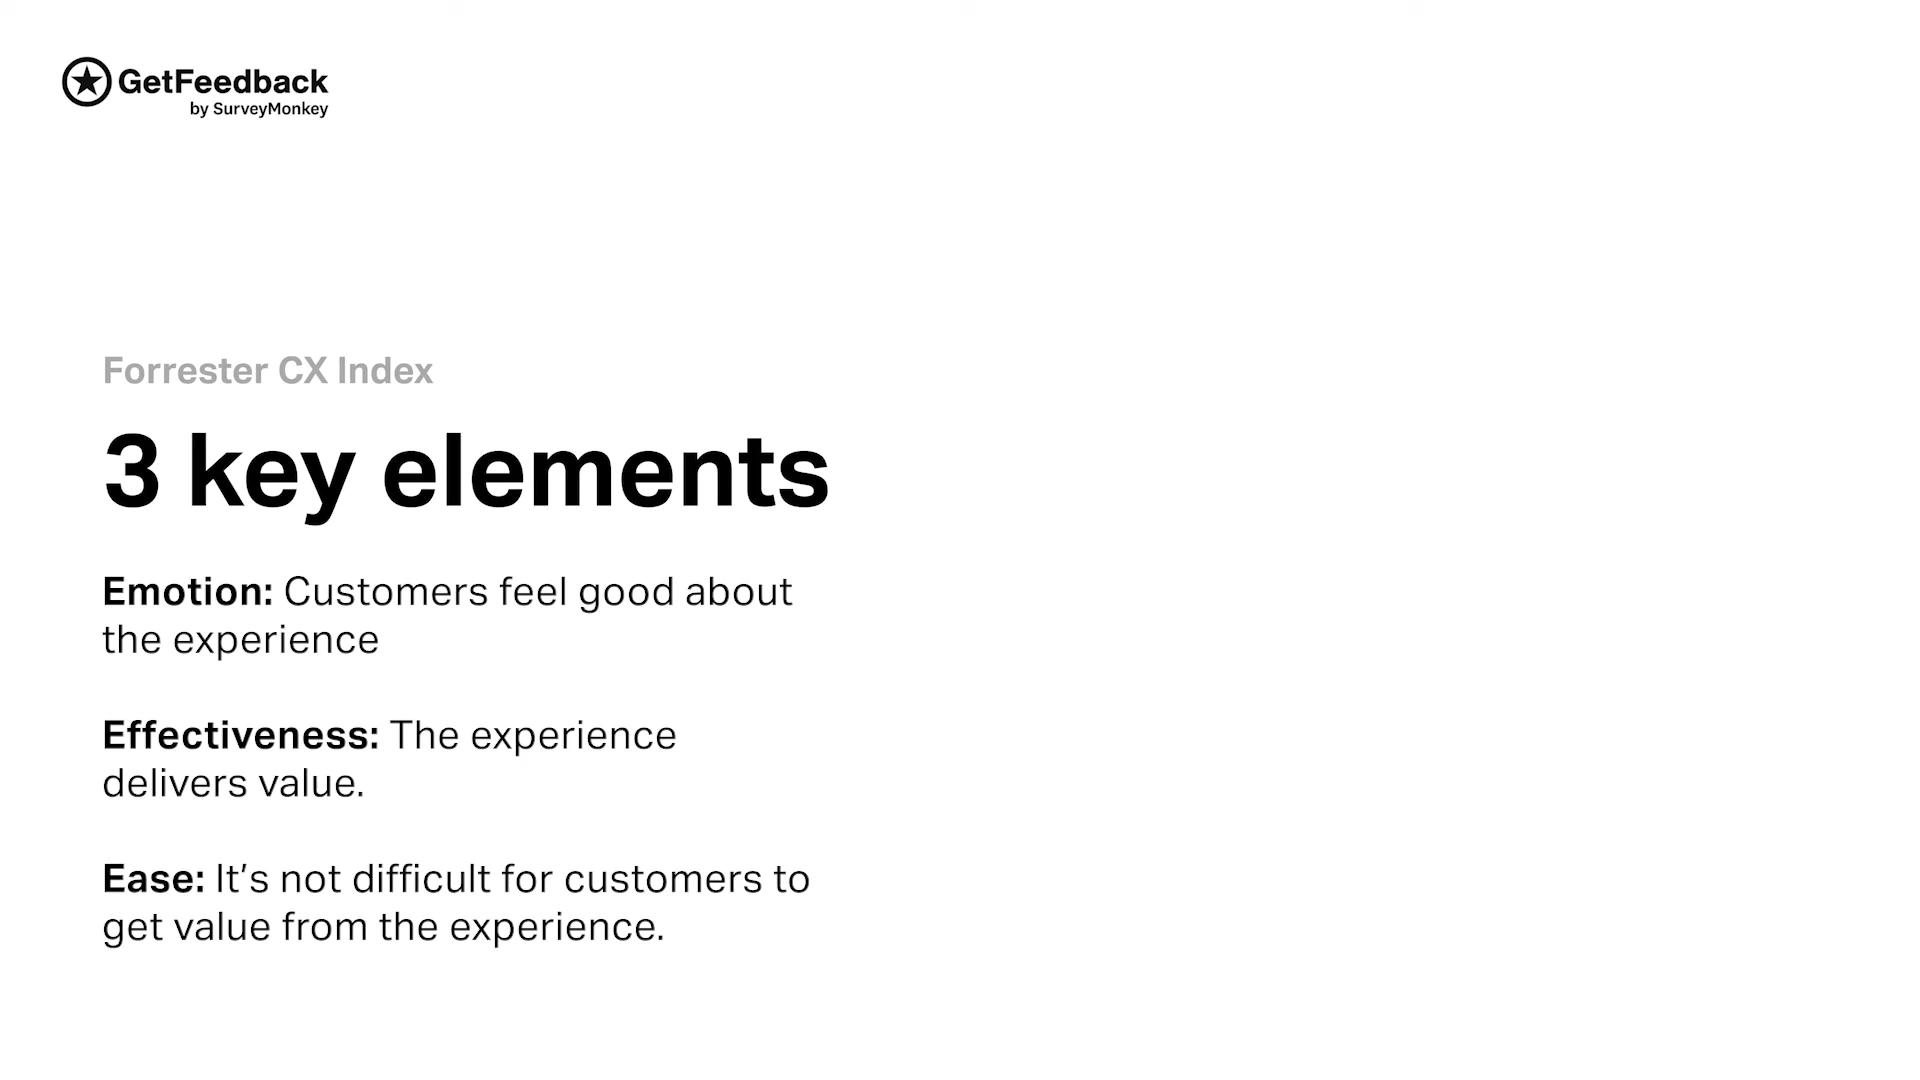 GetFeedback
by SurveyMonkey
Forrester CX Index
3 key elements
Emotion: Customers feel good about
the experience
Effectiveness: The experience
delivers value.
Ease: It’s not difficult for customers to
get value from the experience.